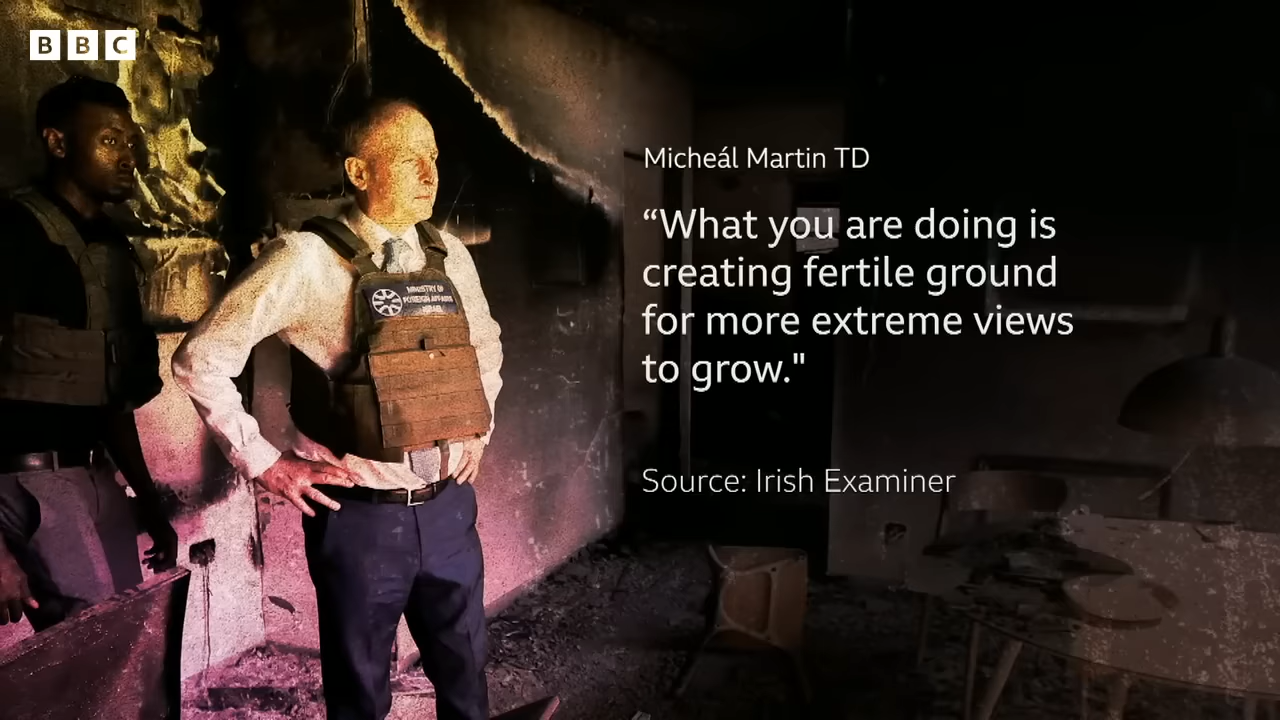 BBC
Micheál Martin TD
“What you are doing is
creating fertile ground
for more extreme views
to grow."
Source: Irish Examiner
MINISTRY OF
FOREIGN AFFAIRS
ISRAEL